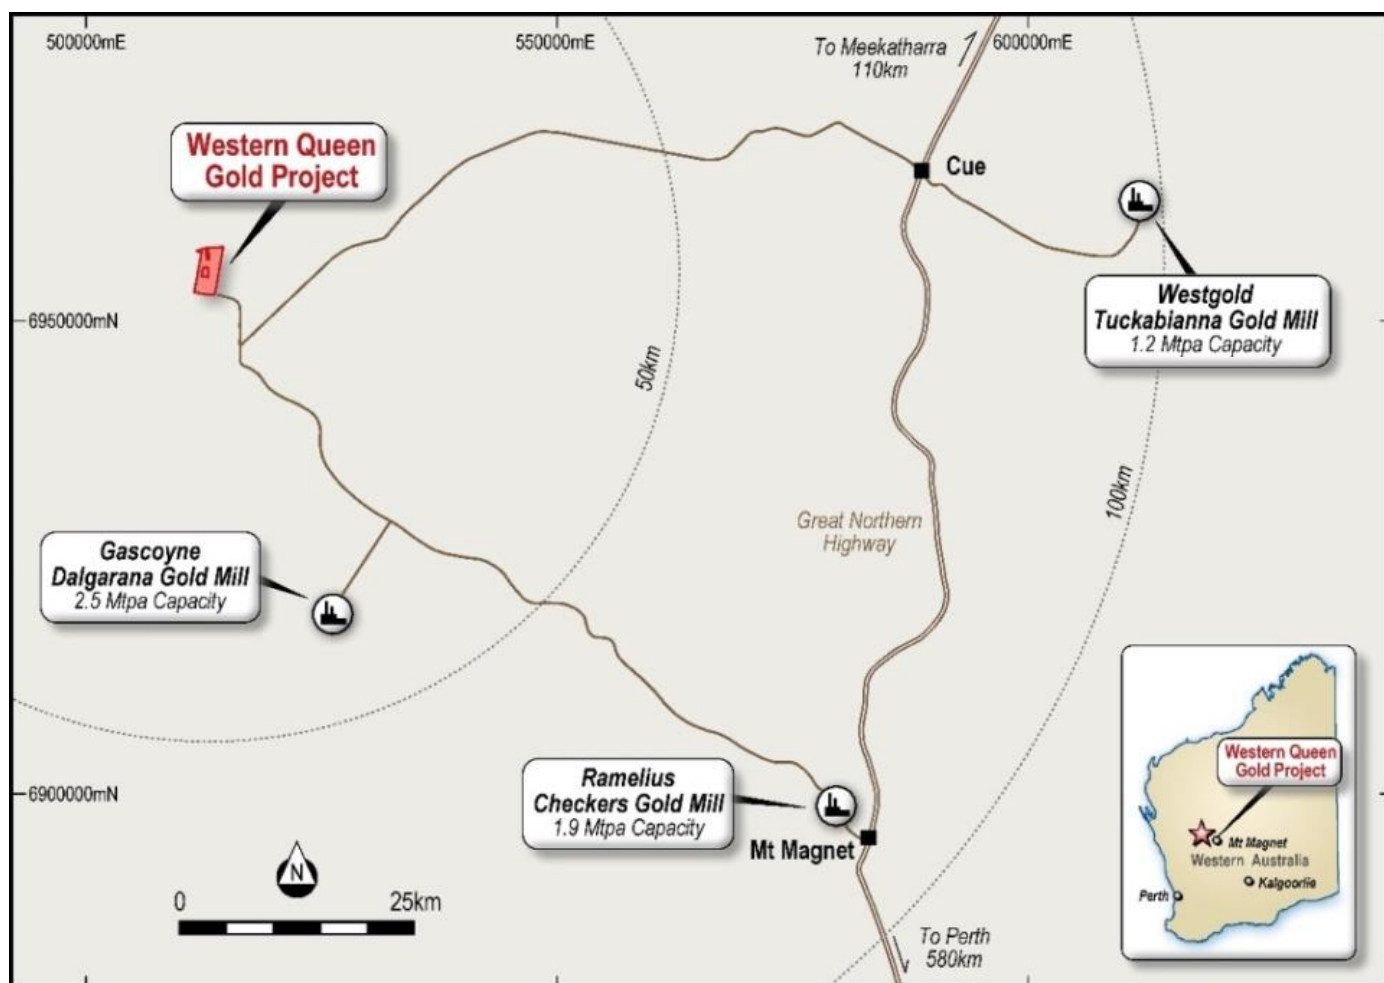 500000mE
550000mE
600000mE
To Meekatharra
110km
Western Queen
Gold Project
Cue
Westgold
Tuckabianna Gold Mill
1.2 Mtpa Capacity
6950000mN
50km
100km
Great Northern
Highway
Gascoyne
Dalgarana Gold Mill
2.5 Mtpa Capacity
Ramelius
Checkers Gold Mill
1.9 Mtpa Capacity
6900000mN
Mt Magnet
N
0
25km
To Perth
580km
Western Queen
Gold Project
Mt Magnet
Western Australia
Kalgoorlie
Perth